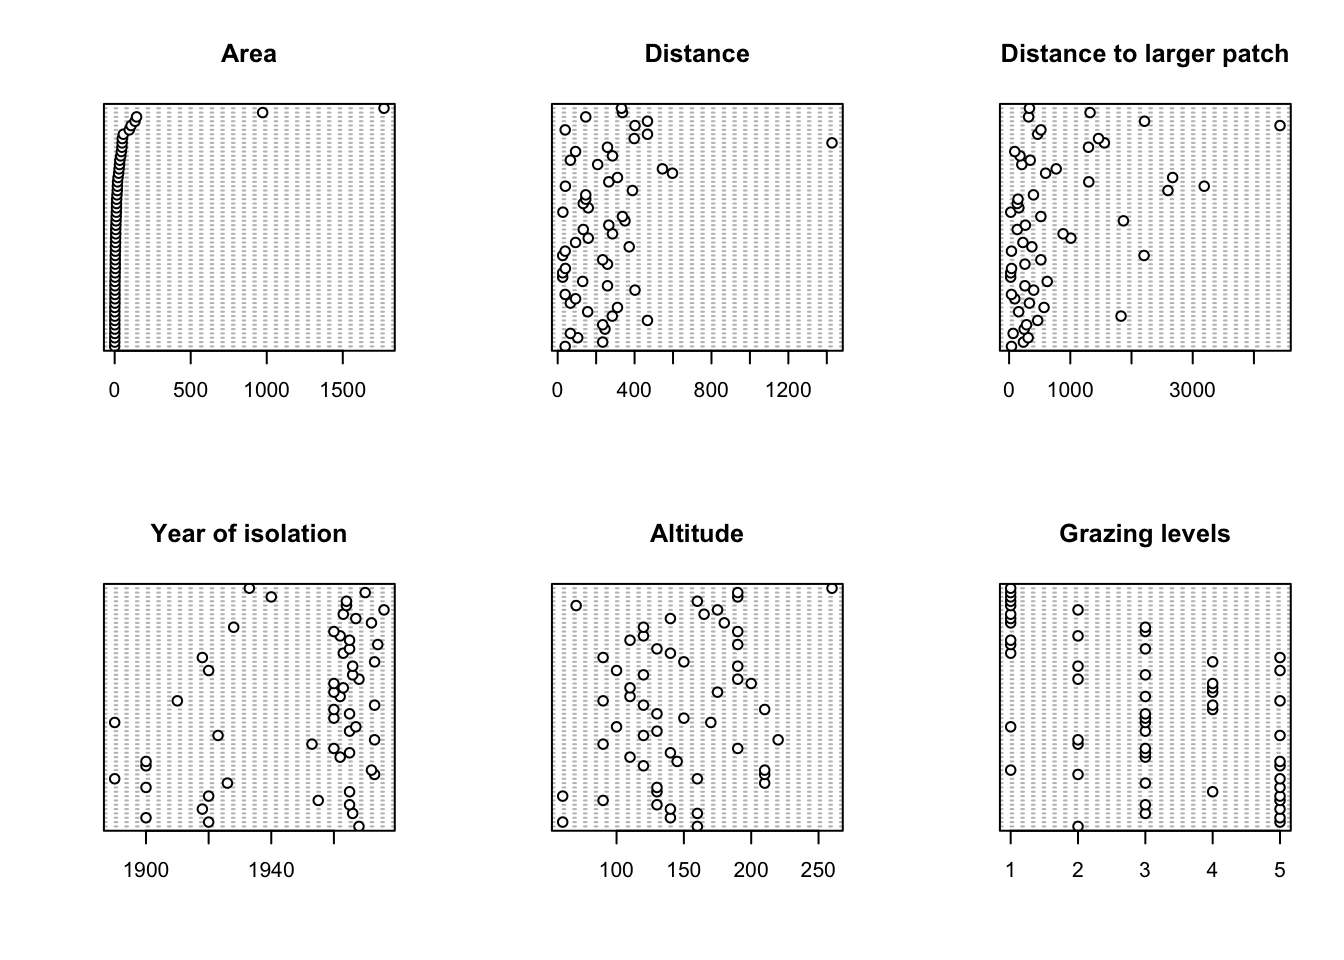 Area
0 500 1000 1500
Distance
0 400 800 1200
Distance to larger patch
0 1000 3000
Year of isolation
1900 1940
Altitude
100 150 200 250
Grazing levels
1 2 3 4 5